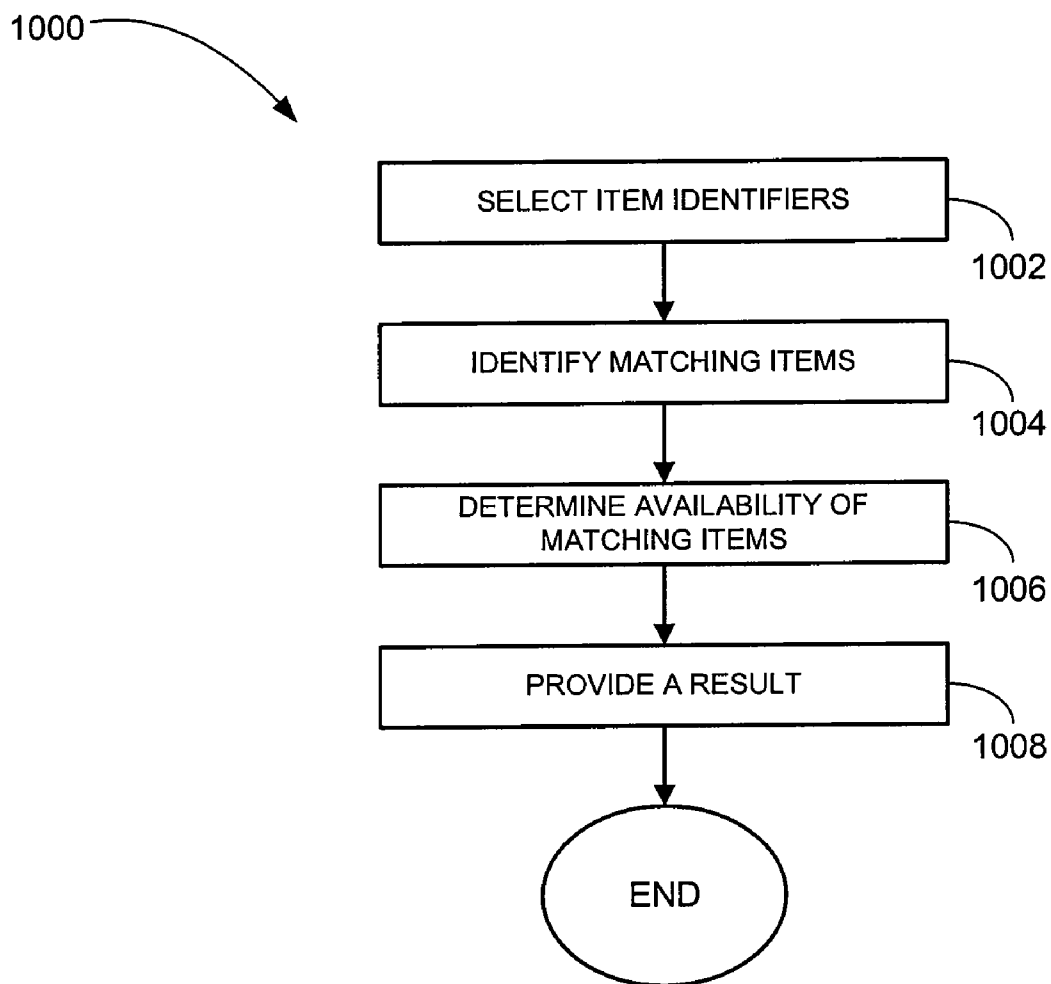 1000
SELECT ITEM IDENTIFIERS
1002
IDENTIFY MATCHING ITEMS
1004
DETERMINE AVAILABILITY OF
MATCHING ITEMS
1006
PROVIDE A RESULT
1008
END